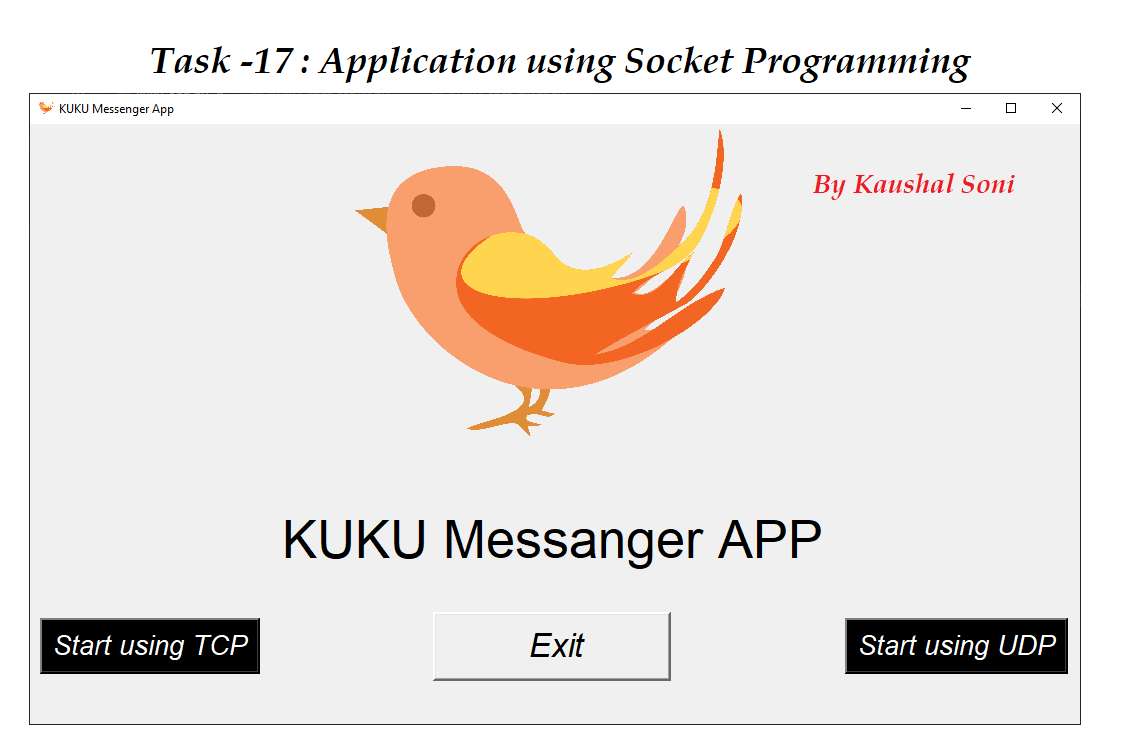 Task -17 : Application using Socket Programming
KUKU Messenger App
By Kaushal Soni
KUKU Messanger APP
Start using TCP
Exit
Start using UDP